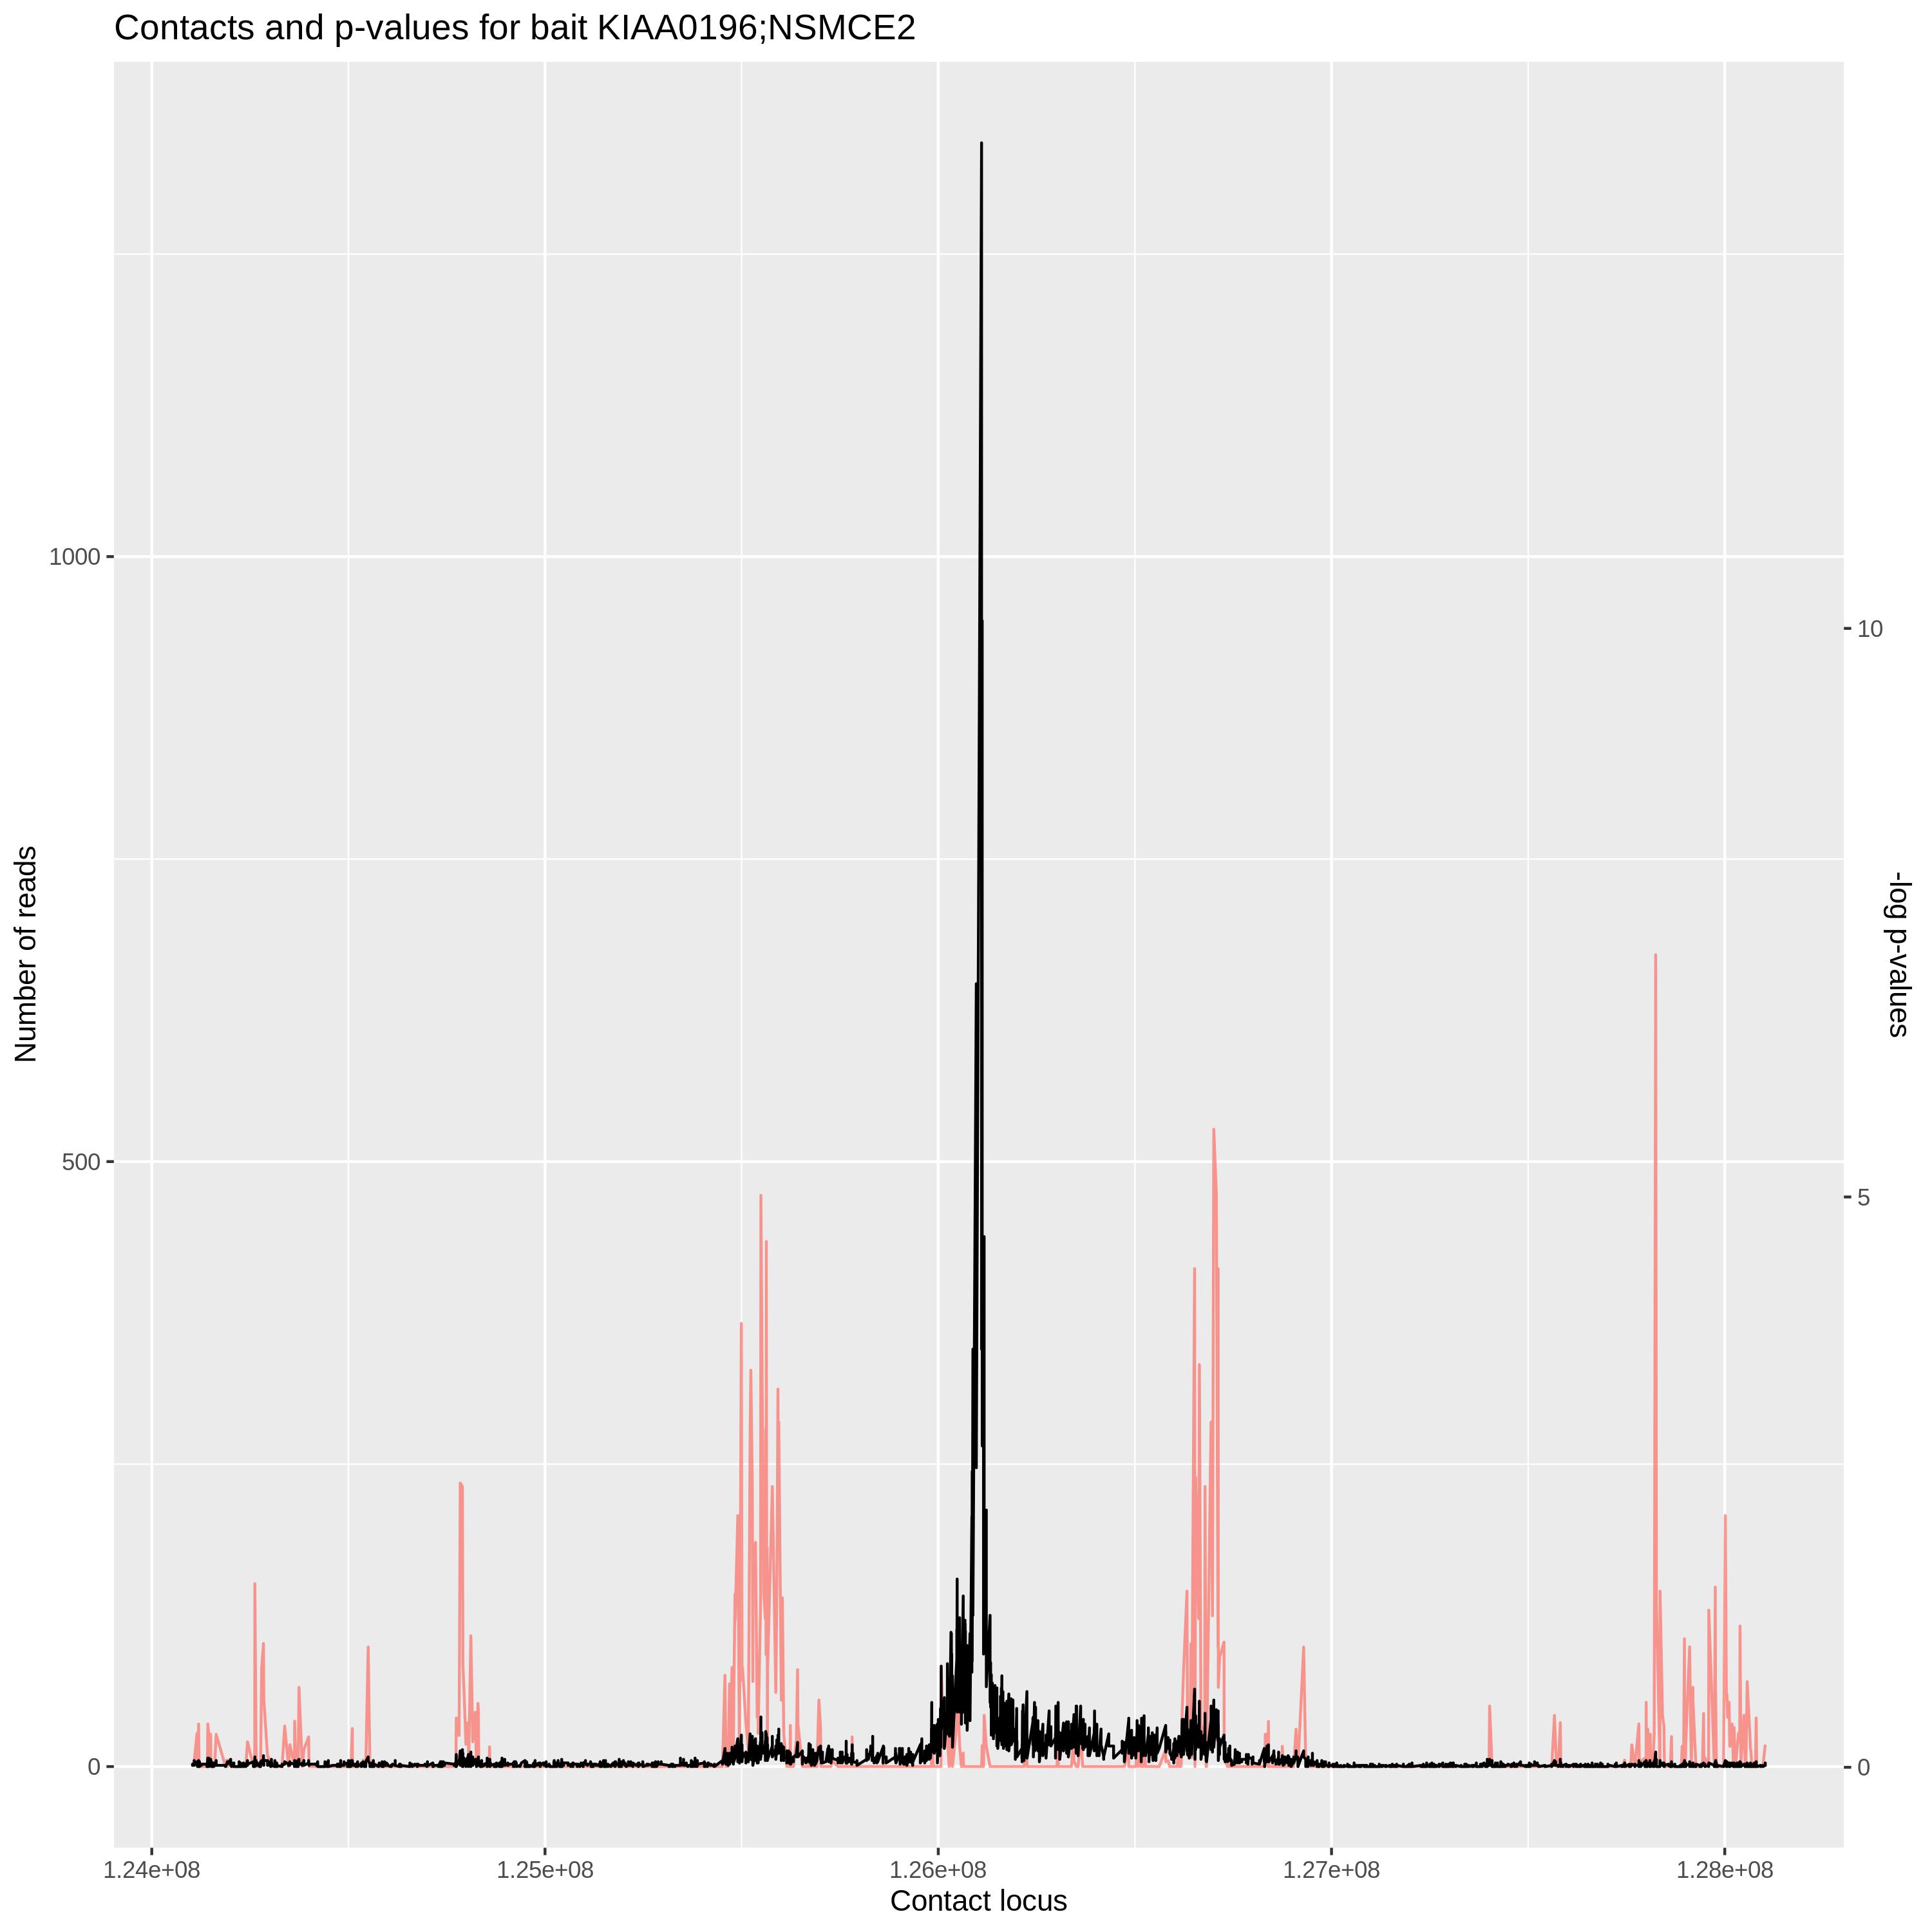 Contacts and p-values for bait KIAA0196;NSMCE2
Number of reads
1000
500
0
10
5
0
-log p-values
1.24e+08
1.25e+08
1.26e+08
1.27e+08
1.28e+08
Contact locus